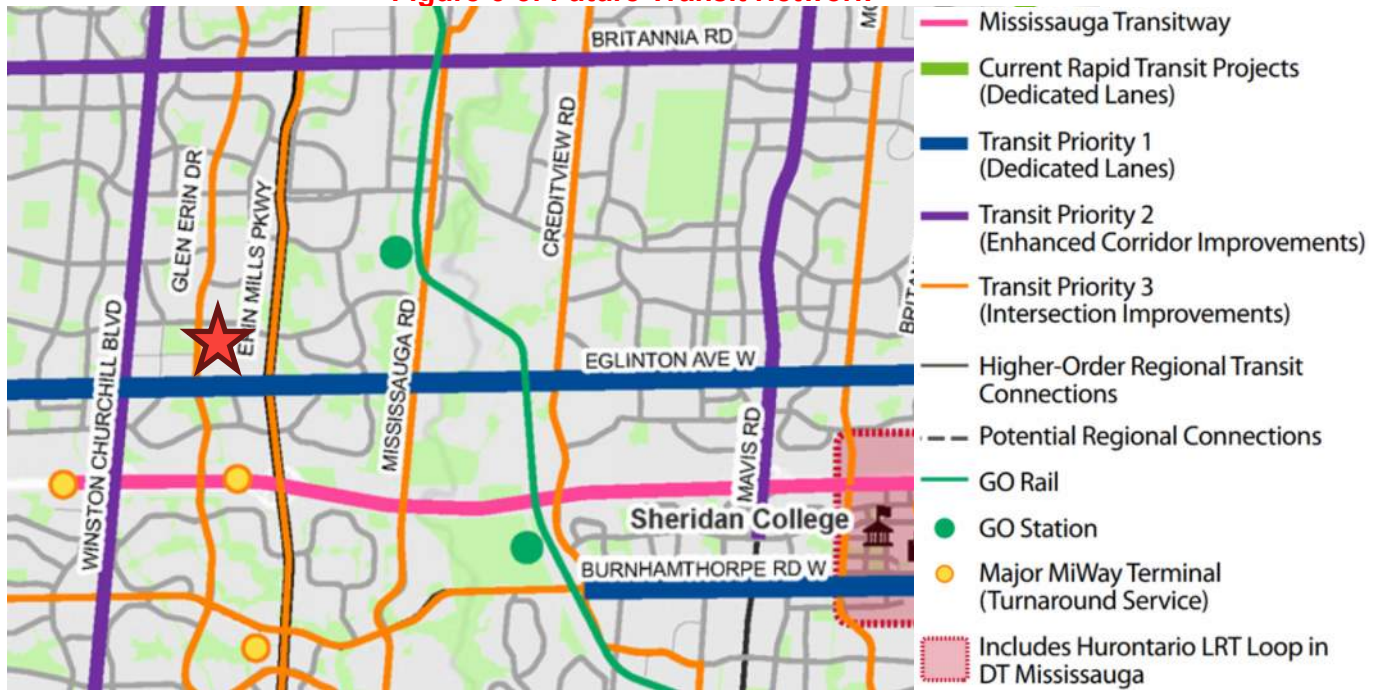 BRITANNIA RD
GLEN ERIN DR
ERIN MILLS PKWY
CREDITVIEW RD
WINSTON CHURCHILL BLVD
MISSISSAUGA RD
EGLINTON AVE W
MAVIS RD
Sheridan College
BURNHAMTHORPE RD W
Mississauga Transitway
Current Rapid Transit Projects
(Dedicated Lanes)
Transit Priority 1
(Dedicated Lanes)
Transit Priority 2
(Enhanced Corridor Improvements)
Transit Priority 3
(Intersection Improvements)
Higher-Order Regional Transit
Connections
Potential Regional Connections
GO Rail
GO Station
Major MiWay Terminal
(Turnaround Service)
Includes Hurontario LRT Loop in
DT Mississauga